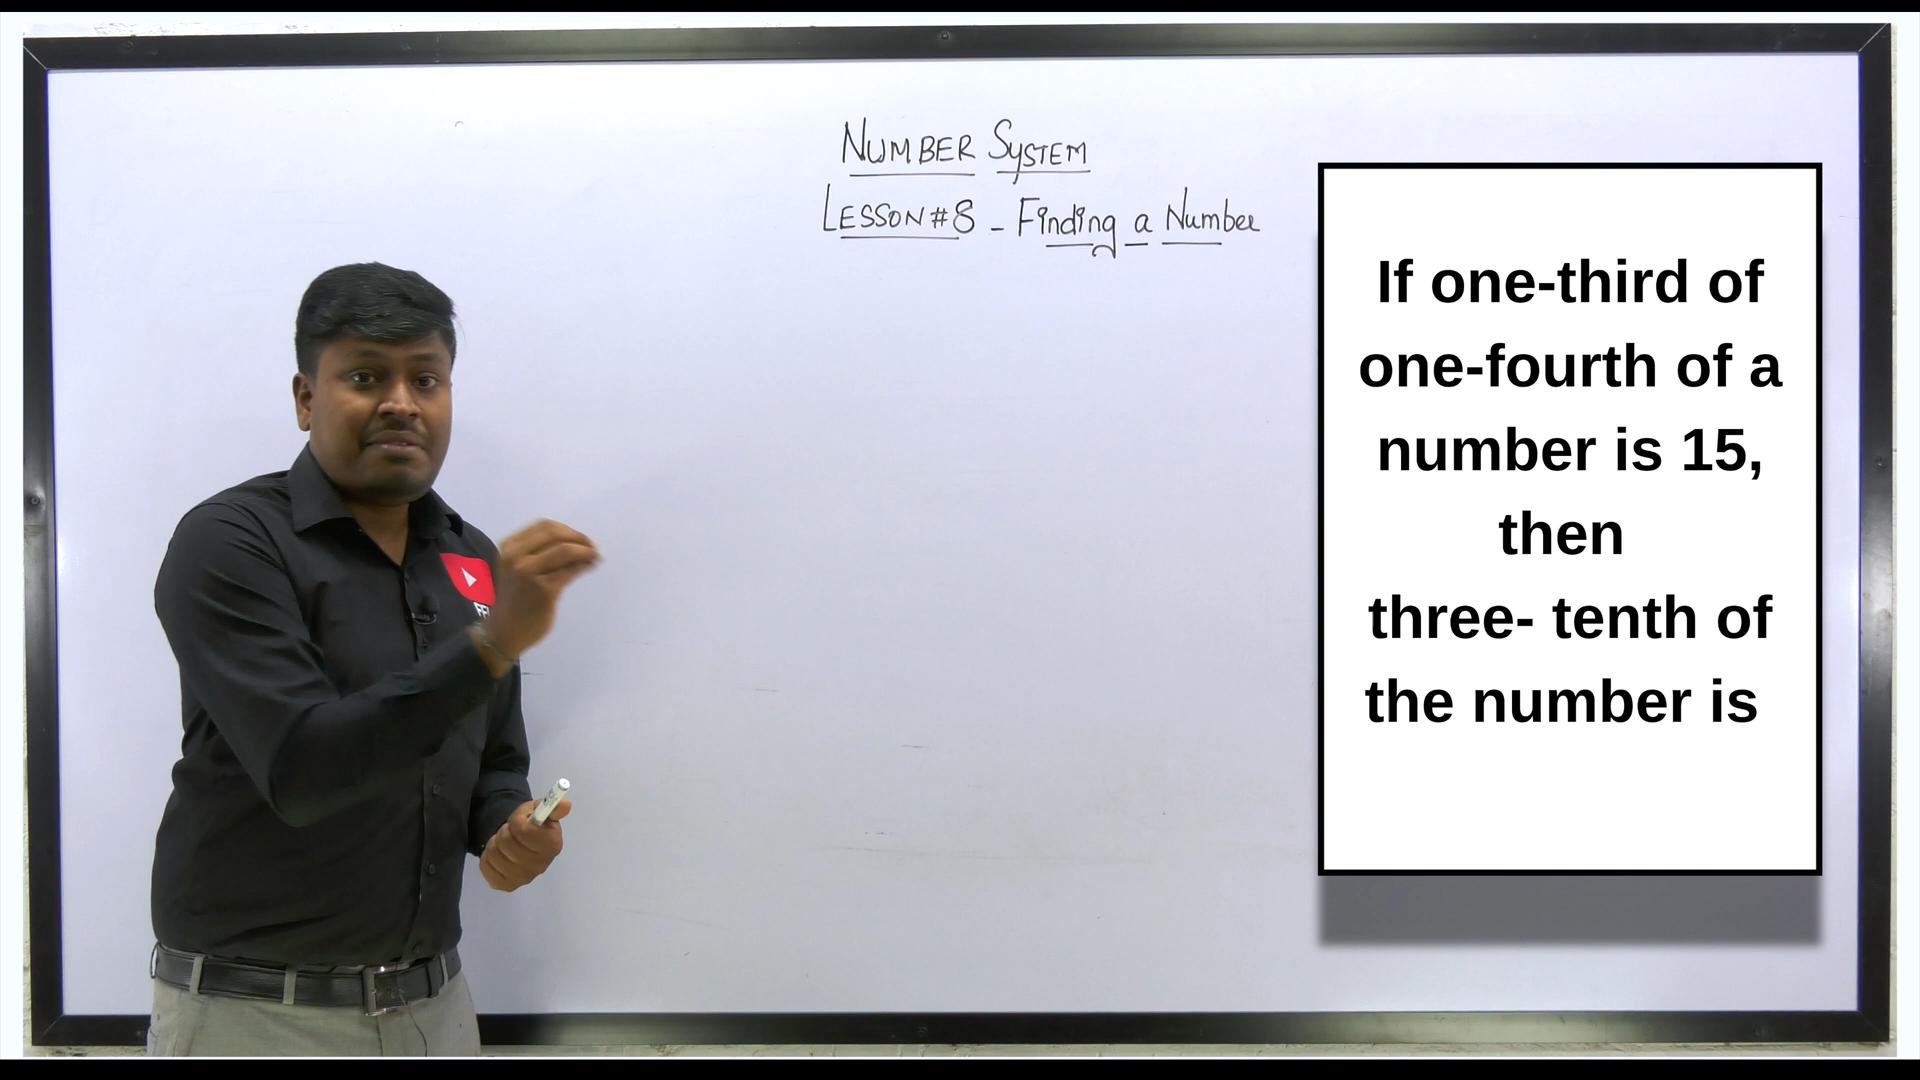 NUMBER SYSTEM
LESSON#8 - Finding a Number
If one-third of
one-fourth of a
number is 15,
then
three- tenth of
the number is